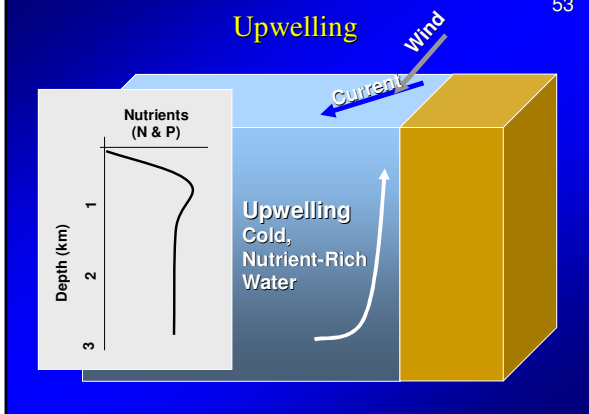 53
Upwelling
Wind
Current
Nutrients
(N & P)
Depth (km)
1
2
3
Upwelling
Cold,
Nutrient-Rich
Water